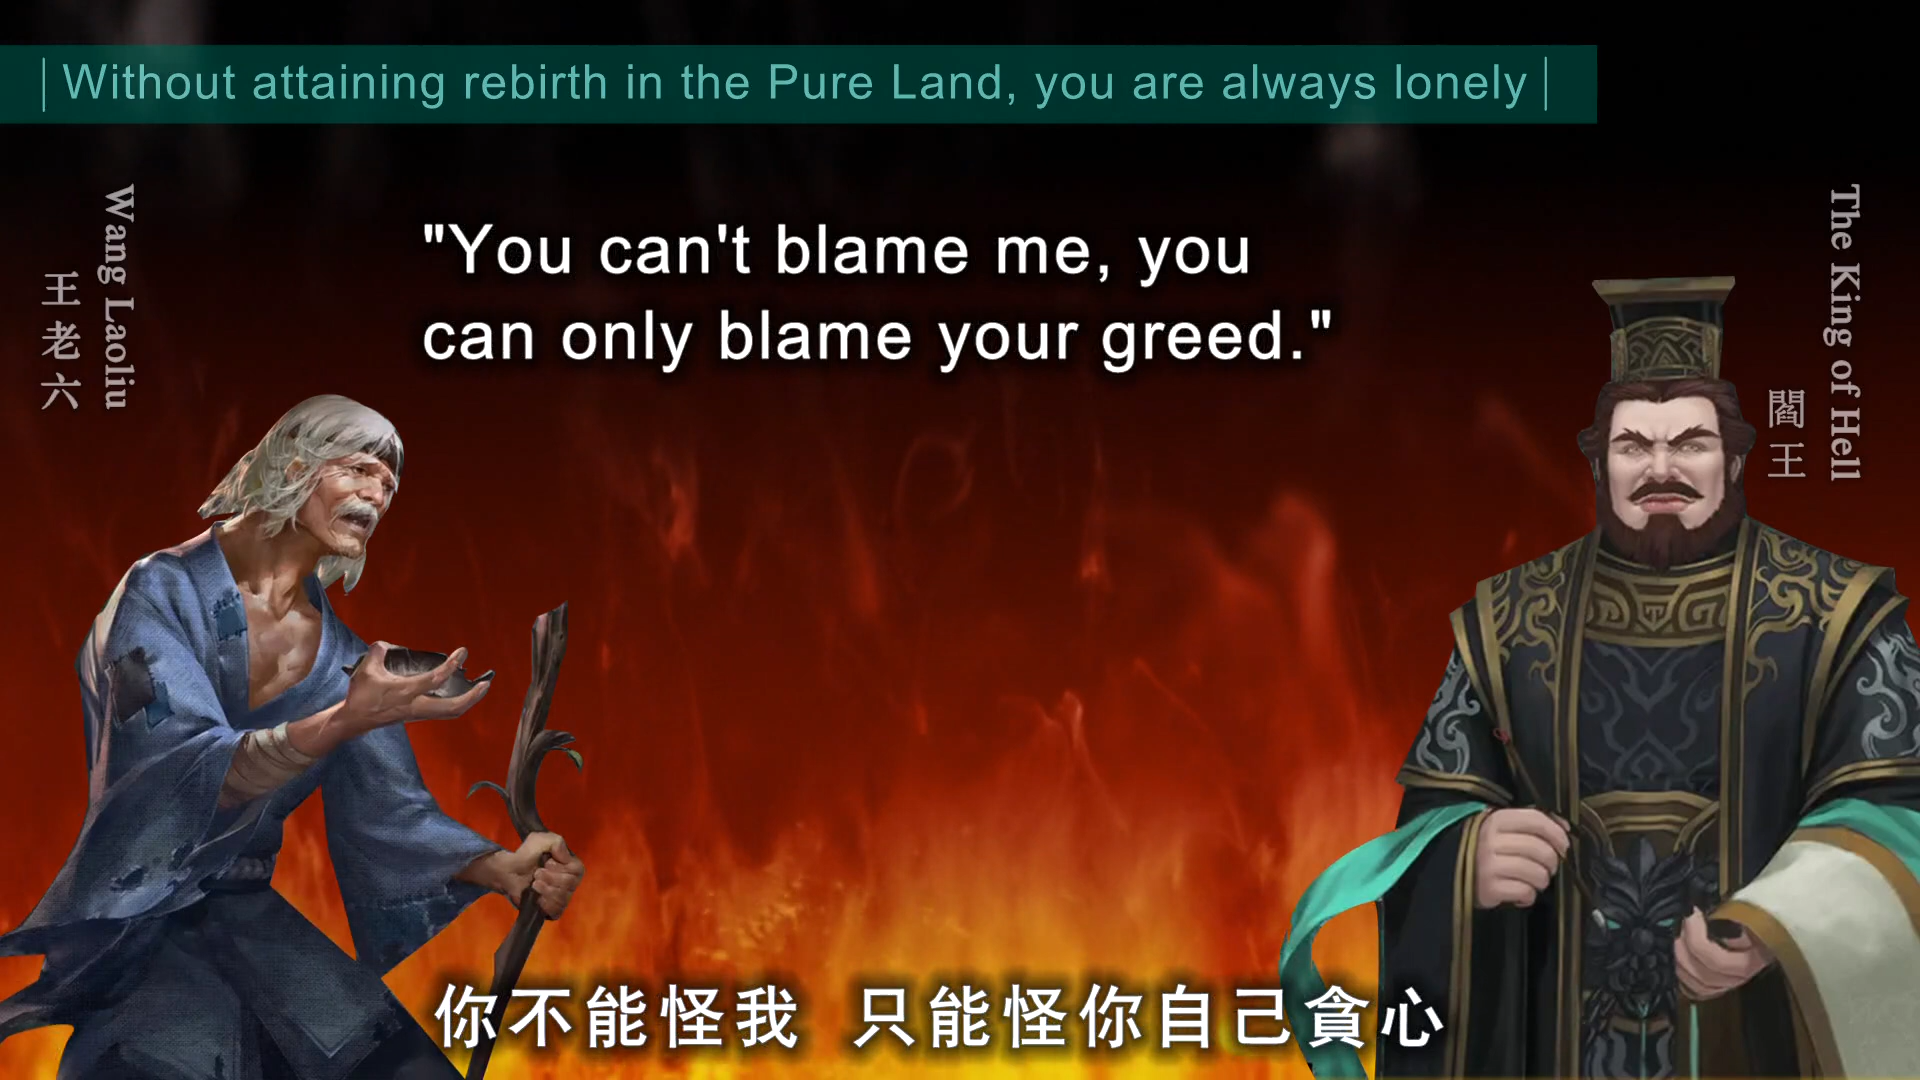 Without attaining rebirth in the Pure Land, you are always lonely
Wang Laoliu
王老六
"You can't blame me, you
can only blame your greed."
The King of Hell
閻王
你不能怪我 只能怪你自己貪心